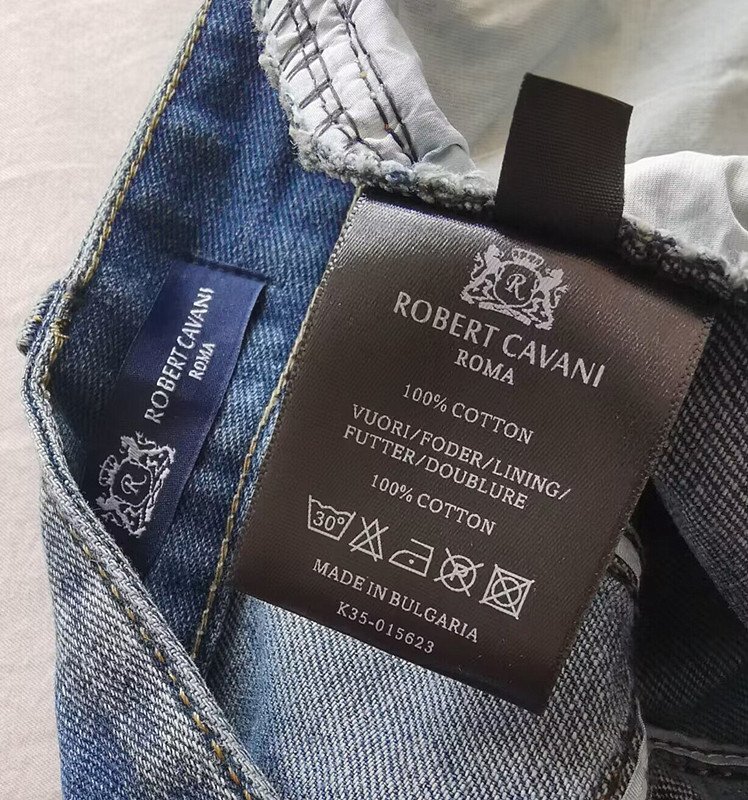 ROBERT CAVANI
ROMA
R
R
ROBERT CAVANI
ROMA
100% COTTON
VUORI/FODER/LINING/
FUTTER/DOUBLURE
100% COTTON
30°
R
MADE IN BULGARIA
K35-015623